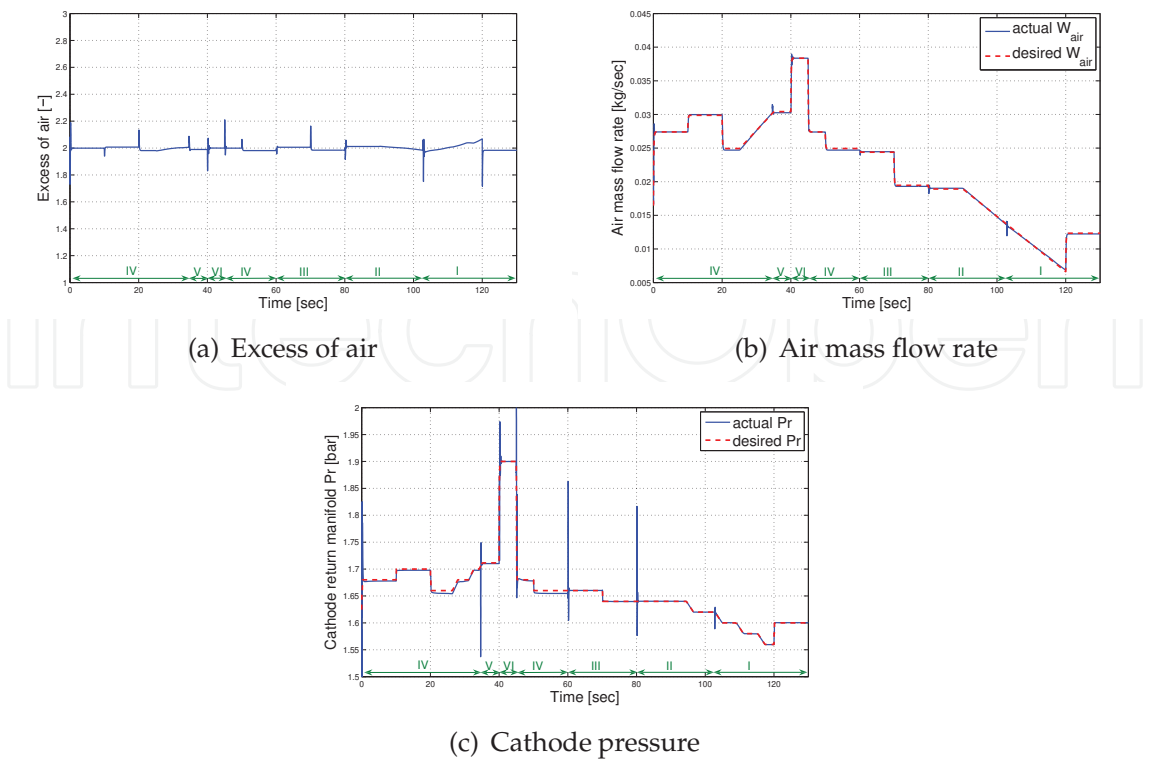 3
2.8
2.6
2.4
2.2
2
1.8
1.6
1.4
1.2
1
Excess of air [−]
IV V VI IV III II I
0 20 40 60 80 100 120
Time [sec]
(a) Excess of air
0.045
0.04
0.035
0.03
0.025
0.02
0.015
0.01
0.005
Air mass flow rate [kg/sec]
actual W_air
desired W_air
IV V VI IV III II I
0 20 40 60 80 100 120
Time [sec]
(b) Air mass flow rate
2
1.95
1.9
1.85
1.8
1.75
1.7
1.65
1.6
1.55
1.5
Cathode return manifold Pr [bar]
actual Pr
desired Pr
IV V VI IV III II I
0 20 40 60 80 100 120
Time [sec]
(c) Cathode pressure